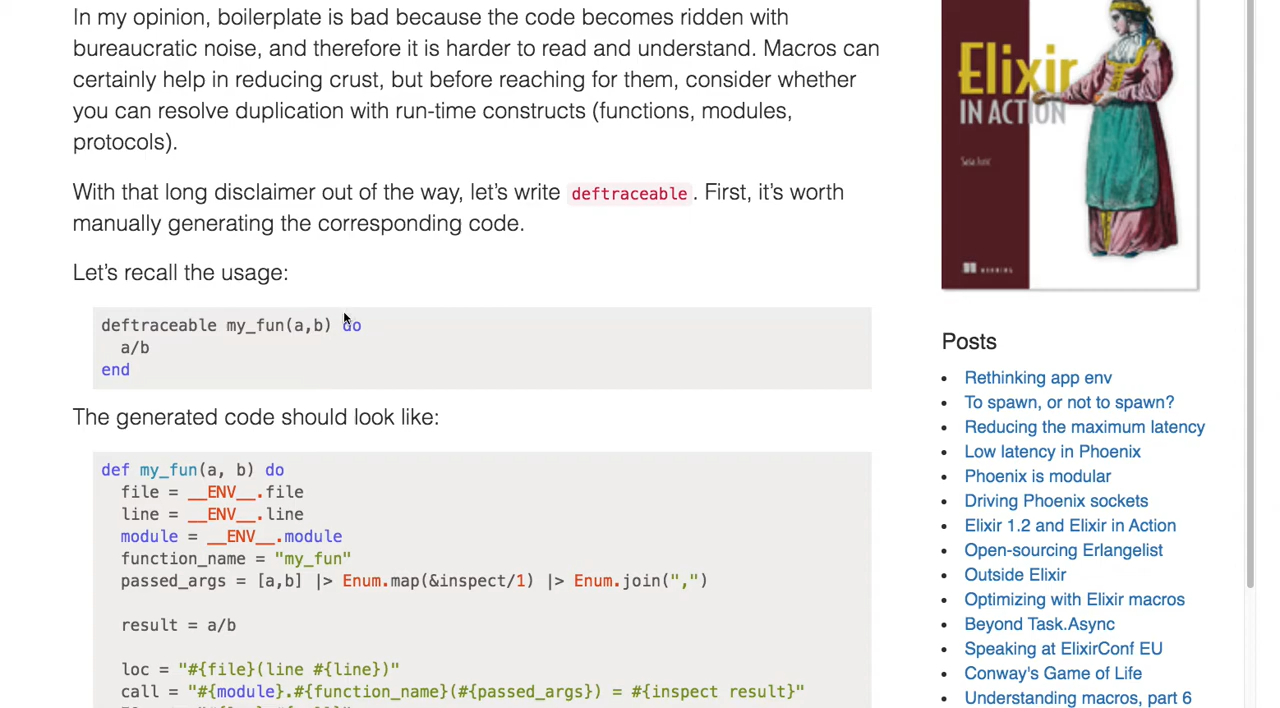 In my opinion, boilerplate is bad because the code becomes ridden with
bureaucratic noise, and therefore it is harder to read and understand. Macros can
certainly help in reducing crust, but before reaching for them, consider whether
you can resolve duplication with run-time constructs (functions, modules,
protocols).
With that long disclaimer out of the way, let’s write deftraceable. First, it’s worth
manually generating the corresponding code.
Let’s recall the usage:
deftraceable my_fun(a,b) do
  a/b
end
The generated code should look like:
def my_fun(a, b) do
  file = __ENV__.file
  line = __ENV__.line
  module = __ENV__.module
  function_name = "my_fun"
  passed_args = [a,b] |> Enum.map(&inspect/1) |> Enum.join(",")
  result = a/b
  loc = "#{file}(line #{line})"
  call = "#{module}.#{function_name}(#{passed_args}) = #{inspect result}"
Elixir
IN ACTION
Saša Jurić
MANNING
Posts
Rethinking app env
To spawn, or not to spawn?
Reducing the maximum latency
Low latency in Phoenix
Phoenix is modular
Driving Phoenix sockets
Elixir 1.2 and Elixir in Action
Open-sourcing Erlangelist
Outside Elixir
Optimizing with Elixir macros
Beyond Task.Async
Speaking at ElixirConf EU
Conway's Game of Life
Understanding macros, part 6